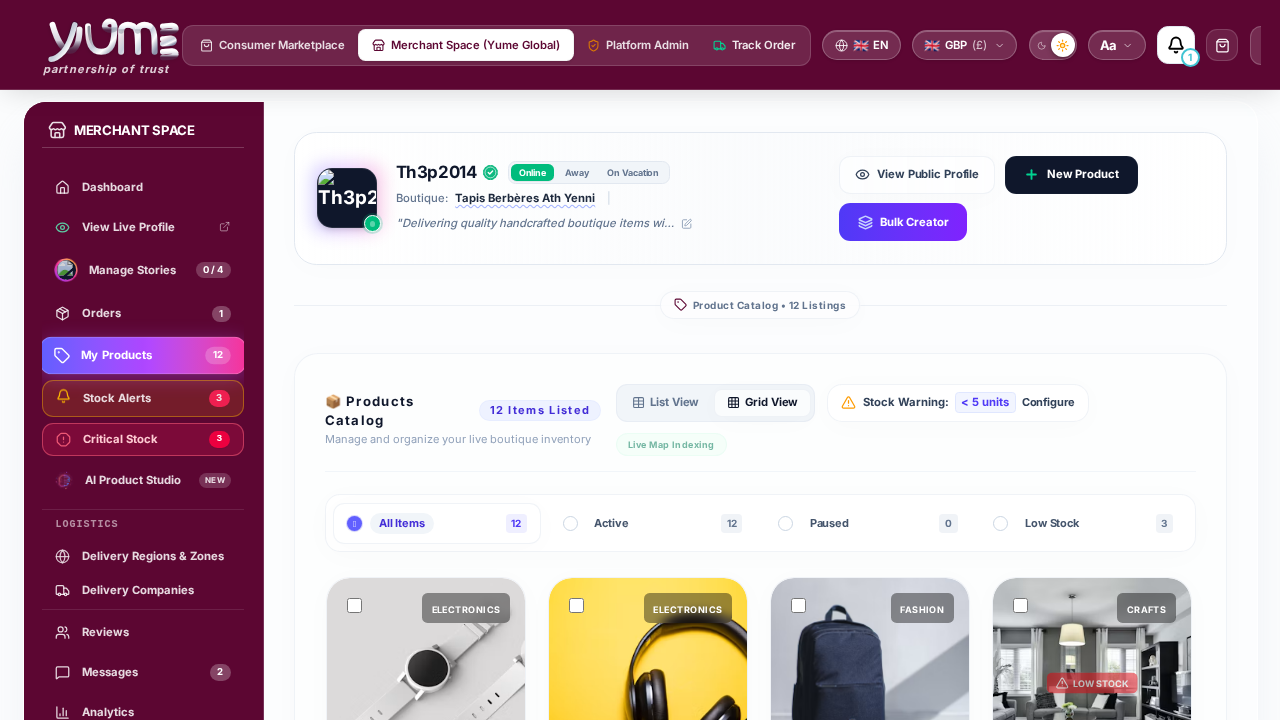 yume
partnership of trust
Consumer Marketplace
Merchant Space (Yume Global)
Platform Admin
Track Order
🇬🇧 EN
🇬🇧 GBP (£)
Aa
1
MERCHANT SPACE
Dashboard
View Live Profile
Manage Stories 0 / 4
Orders 1
My Products 12
Stock Alerts 3
Critical Stock 3
AI Product Studio NEW
LOGISTICS
Delivery Regions & Zones
Delivery Companies
Reviews
Messages 2
Analytics
Th3p2
Th3p2014
Online Away On Vacation
Boutique: Tapis Berbères Ath Yenni
"Delivering quality handcrafted boutique items wi...
View Public Profile
New Product
Bulk Creator
Product Catalog • 12 Listings
📦 Products Catalog
12 Items Listed
Manage and organize your live boutique inventory
List View
Grid View
Stock Warning: < 5 units Configure
Live Map Indexing
All Items 12
Active 12
Paused 0
Low Stock 3
ELECTRONICS
ELECTRONICS
FASHION
CRAFTS
LOW STOCK